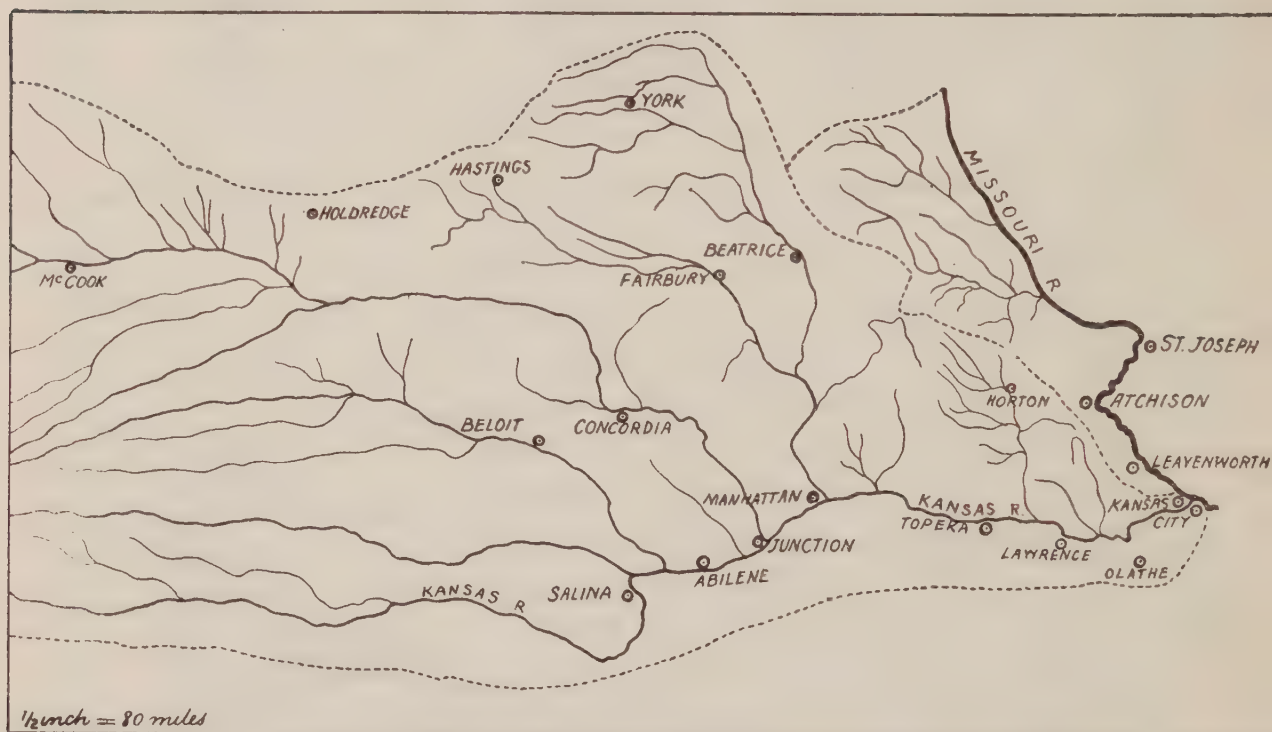 YORK
HASTINGS
MISSOURI R
HOLDREDGE
BEATRICE
McCOOK
FAIRBURY
ST. JOSEPH
HORTON
ATCHISON
BELOIT
CONCORDIA
LEAVENWORTH
MANHATTAN
KANSAS R.
KANSAS
CITY
TOPEKA
JUNCTION
LAWRENCE
ABILENE
OLATHE
KANSAS R
SALINA
1/2 inch = 80 miles